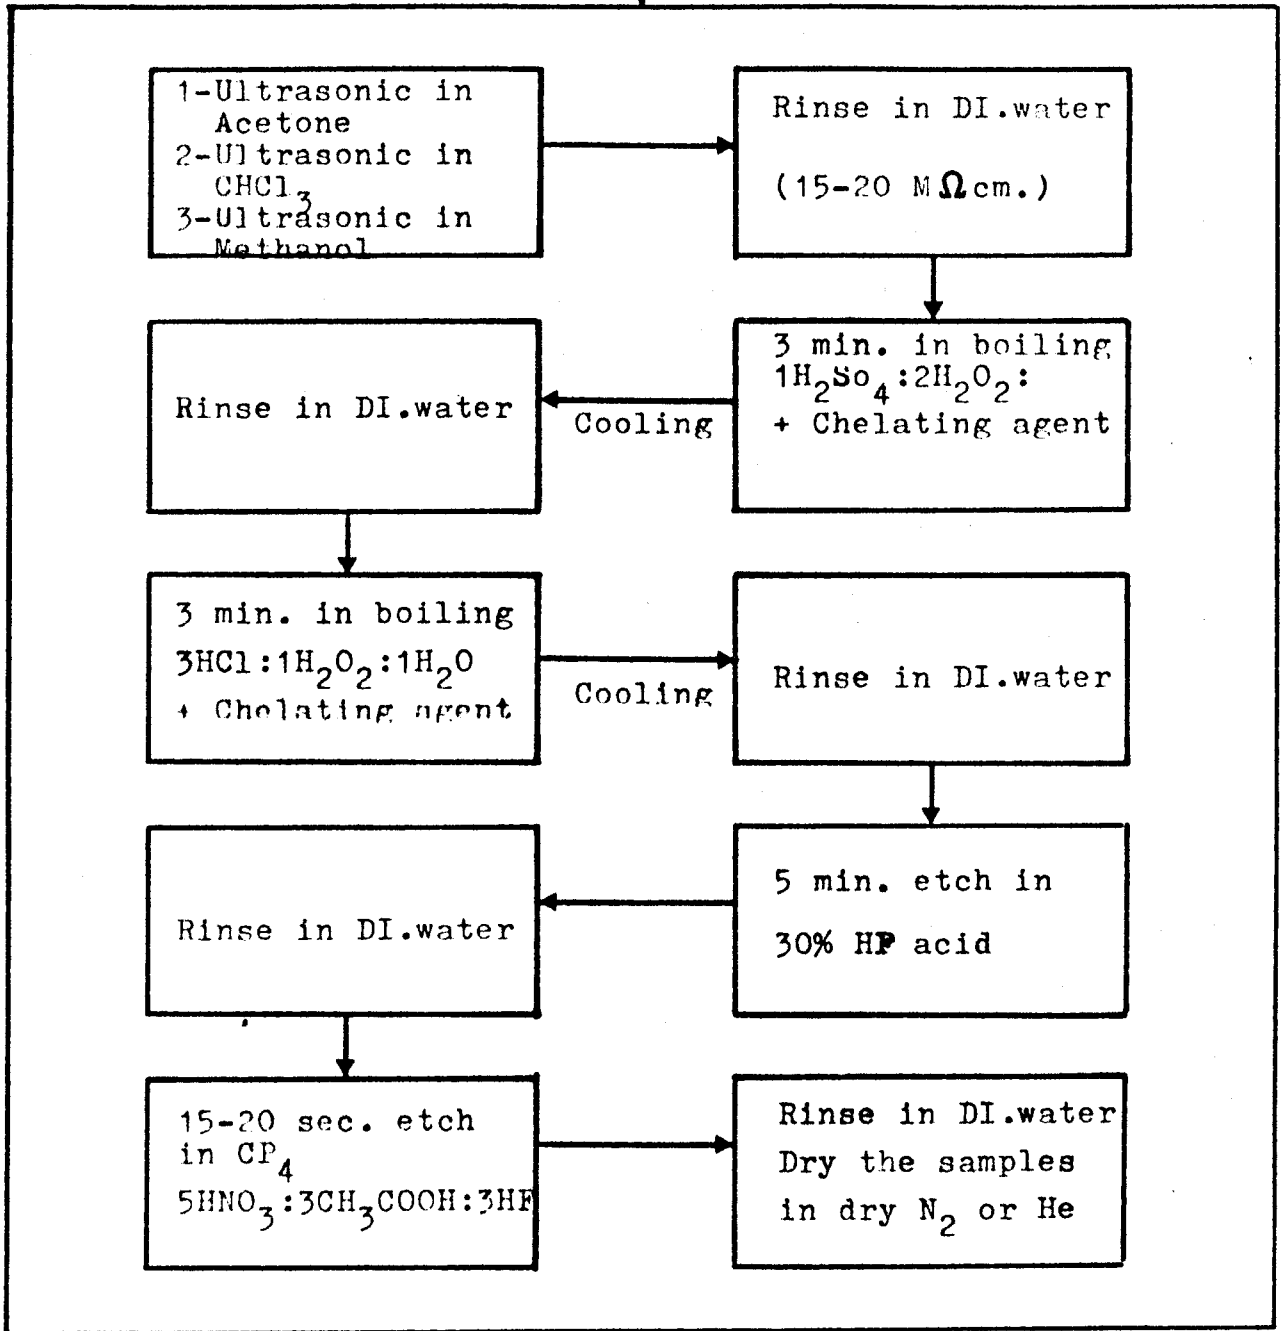 1-Ultrasonic in
Acetone
2-Ultrasonic in
CHCl₃
3-Ultrasonic in
Methanol
Rinse in DI.water
(15-20 MΩcm.)
3 min. in boiling
1H₂So₄:2H₂O₂:
+ Chelating agent
Cooling
Rinse in DI.water
3 min. in boiling
3HCl:1H₂O₂:1H₂O
+ Chelating agent
Cooling
Rinse in DI.water
5 min. etch in
30% HF acid
Rinse in DI.water
15-20 sec. etch
in CP₄
5HNO₃:3CH₃COOH:3HF
Rinse in DI.water
Dry the samples
in dry N₂ or He